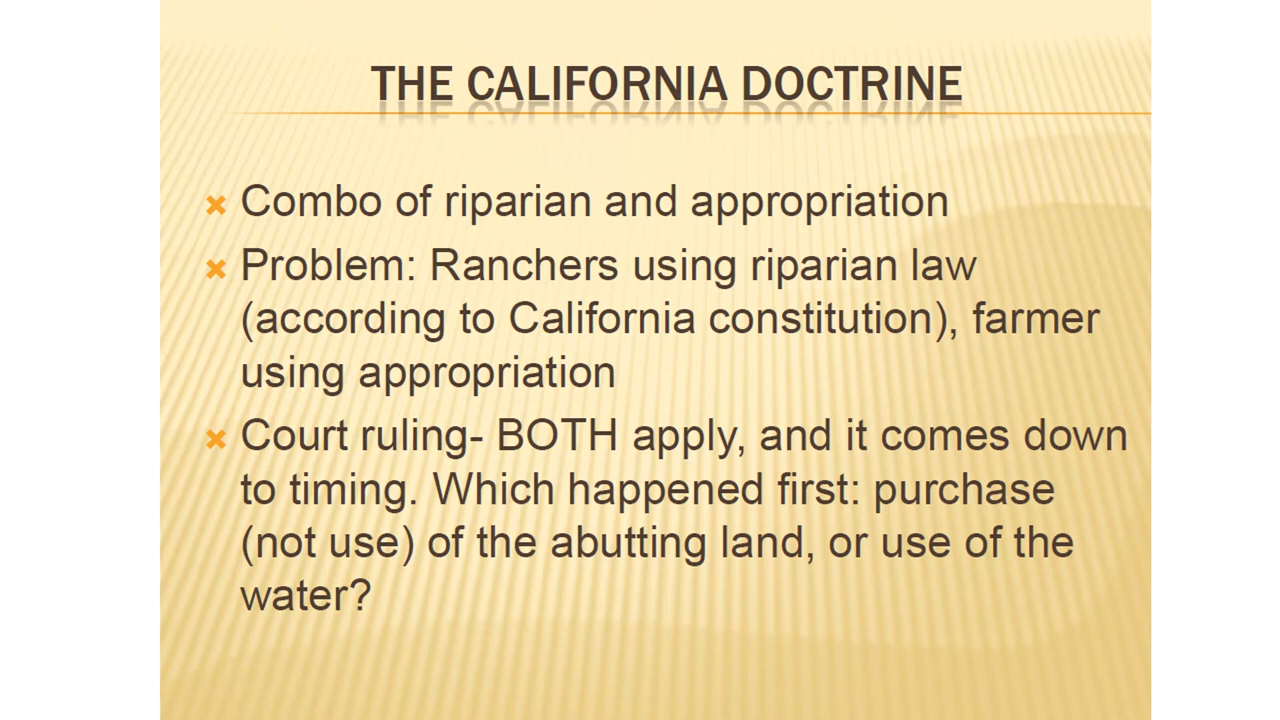 THE CALIFORNIA DOCTRINE
Combo of riparian and appropriation
Problem: Ranchers using riparian law
(according to California constitution), farmer
using appropriation
Court ruling- BOTH apply, and it comes down
to timing. Which happened first: purchase
(not use) of the abutting land, or use of the
water?